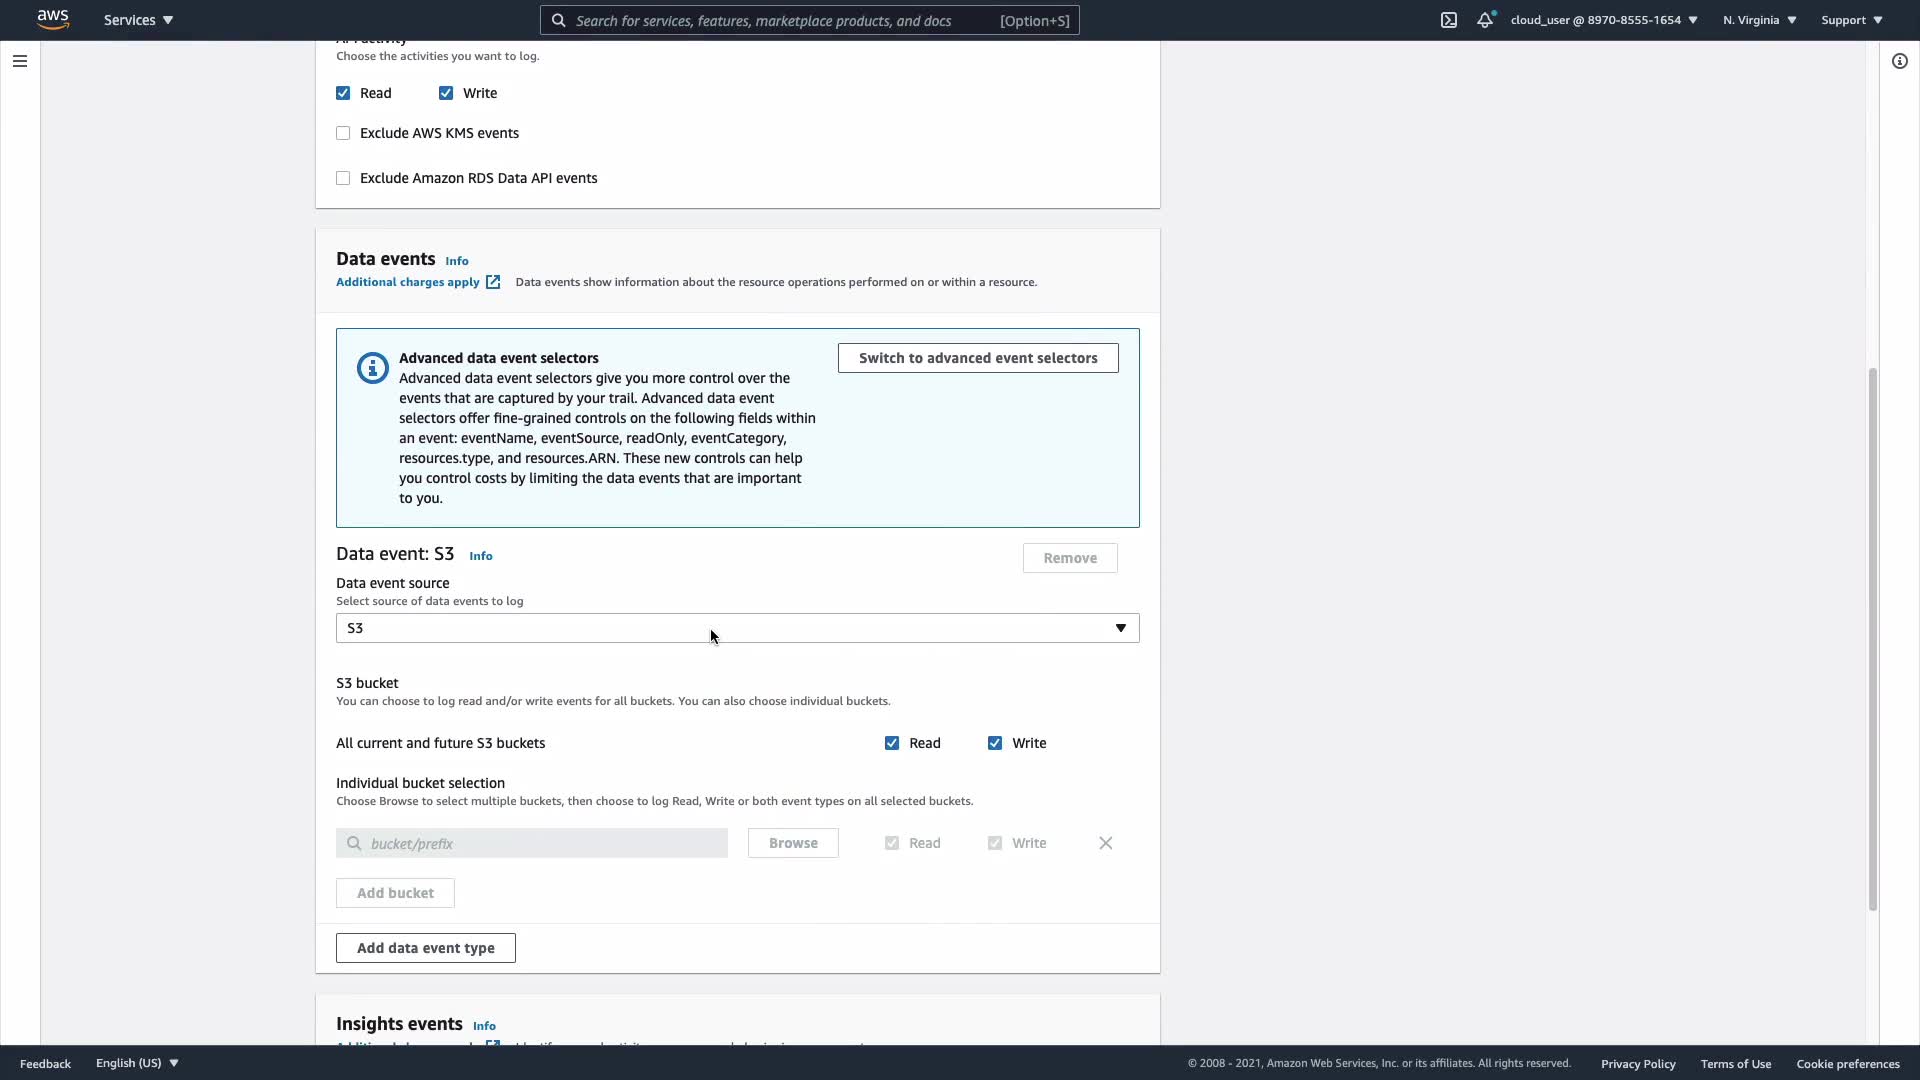 aws Services Search for services, features, marketplace products, and docs [Option+S] cloud_user @ 8970-8555-1654 N. Virginia Support
API activity
Choose the activities you want to log.
Read Write
Exclude AWS KMS events
Exclude Amazon RDS Data API events
Data events Info
Additional charges apply Data events show information about the resource operations performed on or within a resource.
Advanced data event selectors Switch to advanced event selectors
Advanced data event selectors give you more control over the
events that are captured by your trail. Advanced data event
selectors offer fine-grained controls on the following fields within
an event: eventName, eventSource, readOnly, eventCategory,
resources.type, and resources.ARN. These new controls can help
you control costs by limiting the data events that are important
to you.
Data event: S3 Info Remove
Data event source
Select source of data events to log
S3
S3 bucket
You can choose to log read and/or write events for all buckets. You can also choose individual buckets.
All current and future S3 buckets Read Write
Individual bucket selection
Choose Browse to select multiple buckets, then choose to log Read, Write or both event types on all selected buckets.
bucket/prefix Browse Read Write
Add bucket
Add data event type
Insights events Info
Feedback English (US) © 2008 - 2021, Amazon Web Services, Inc. or its affiliates. All rights reserved. Privacy Policy Terms of Use Cookie preferences